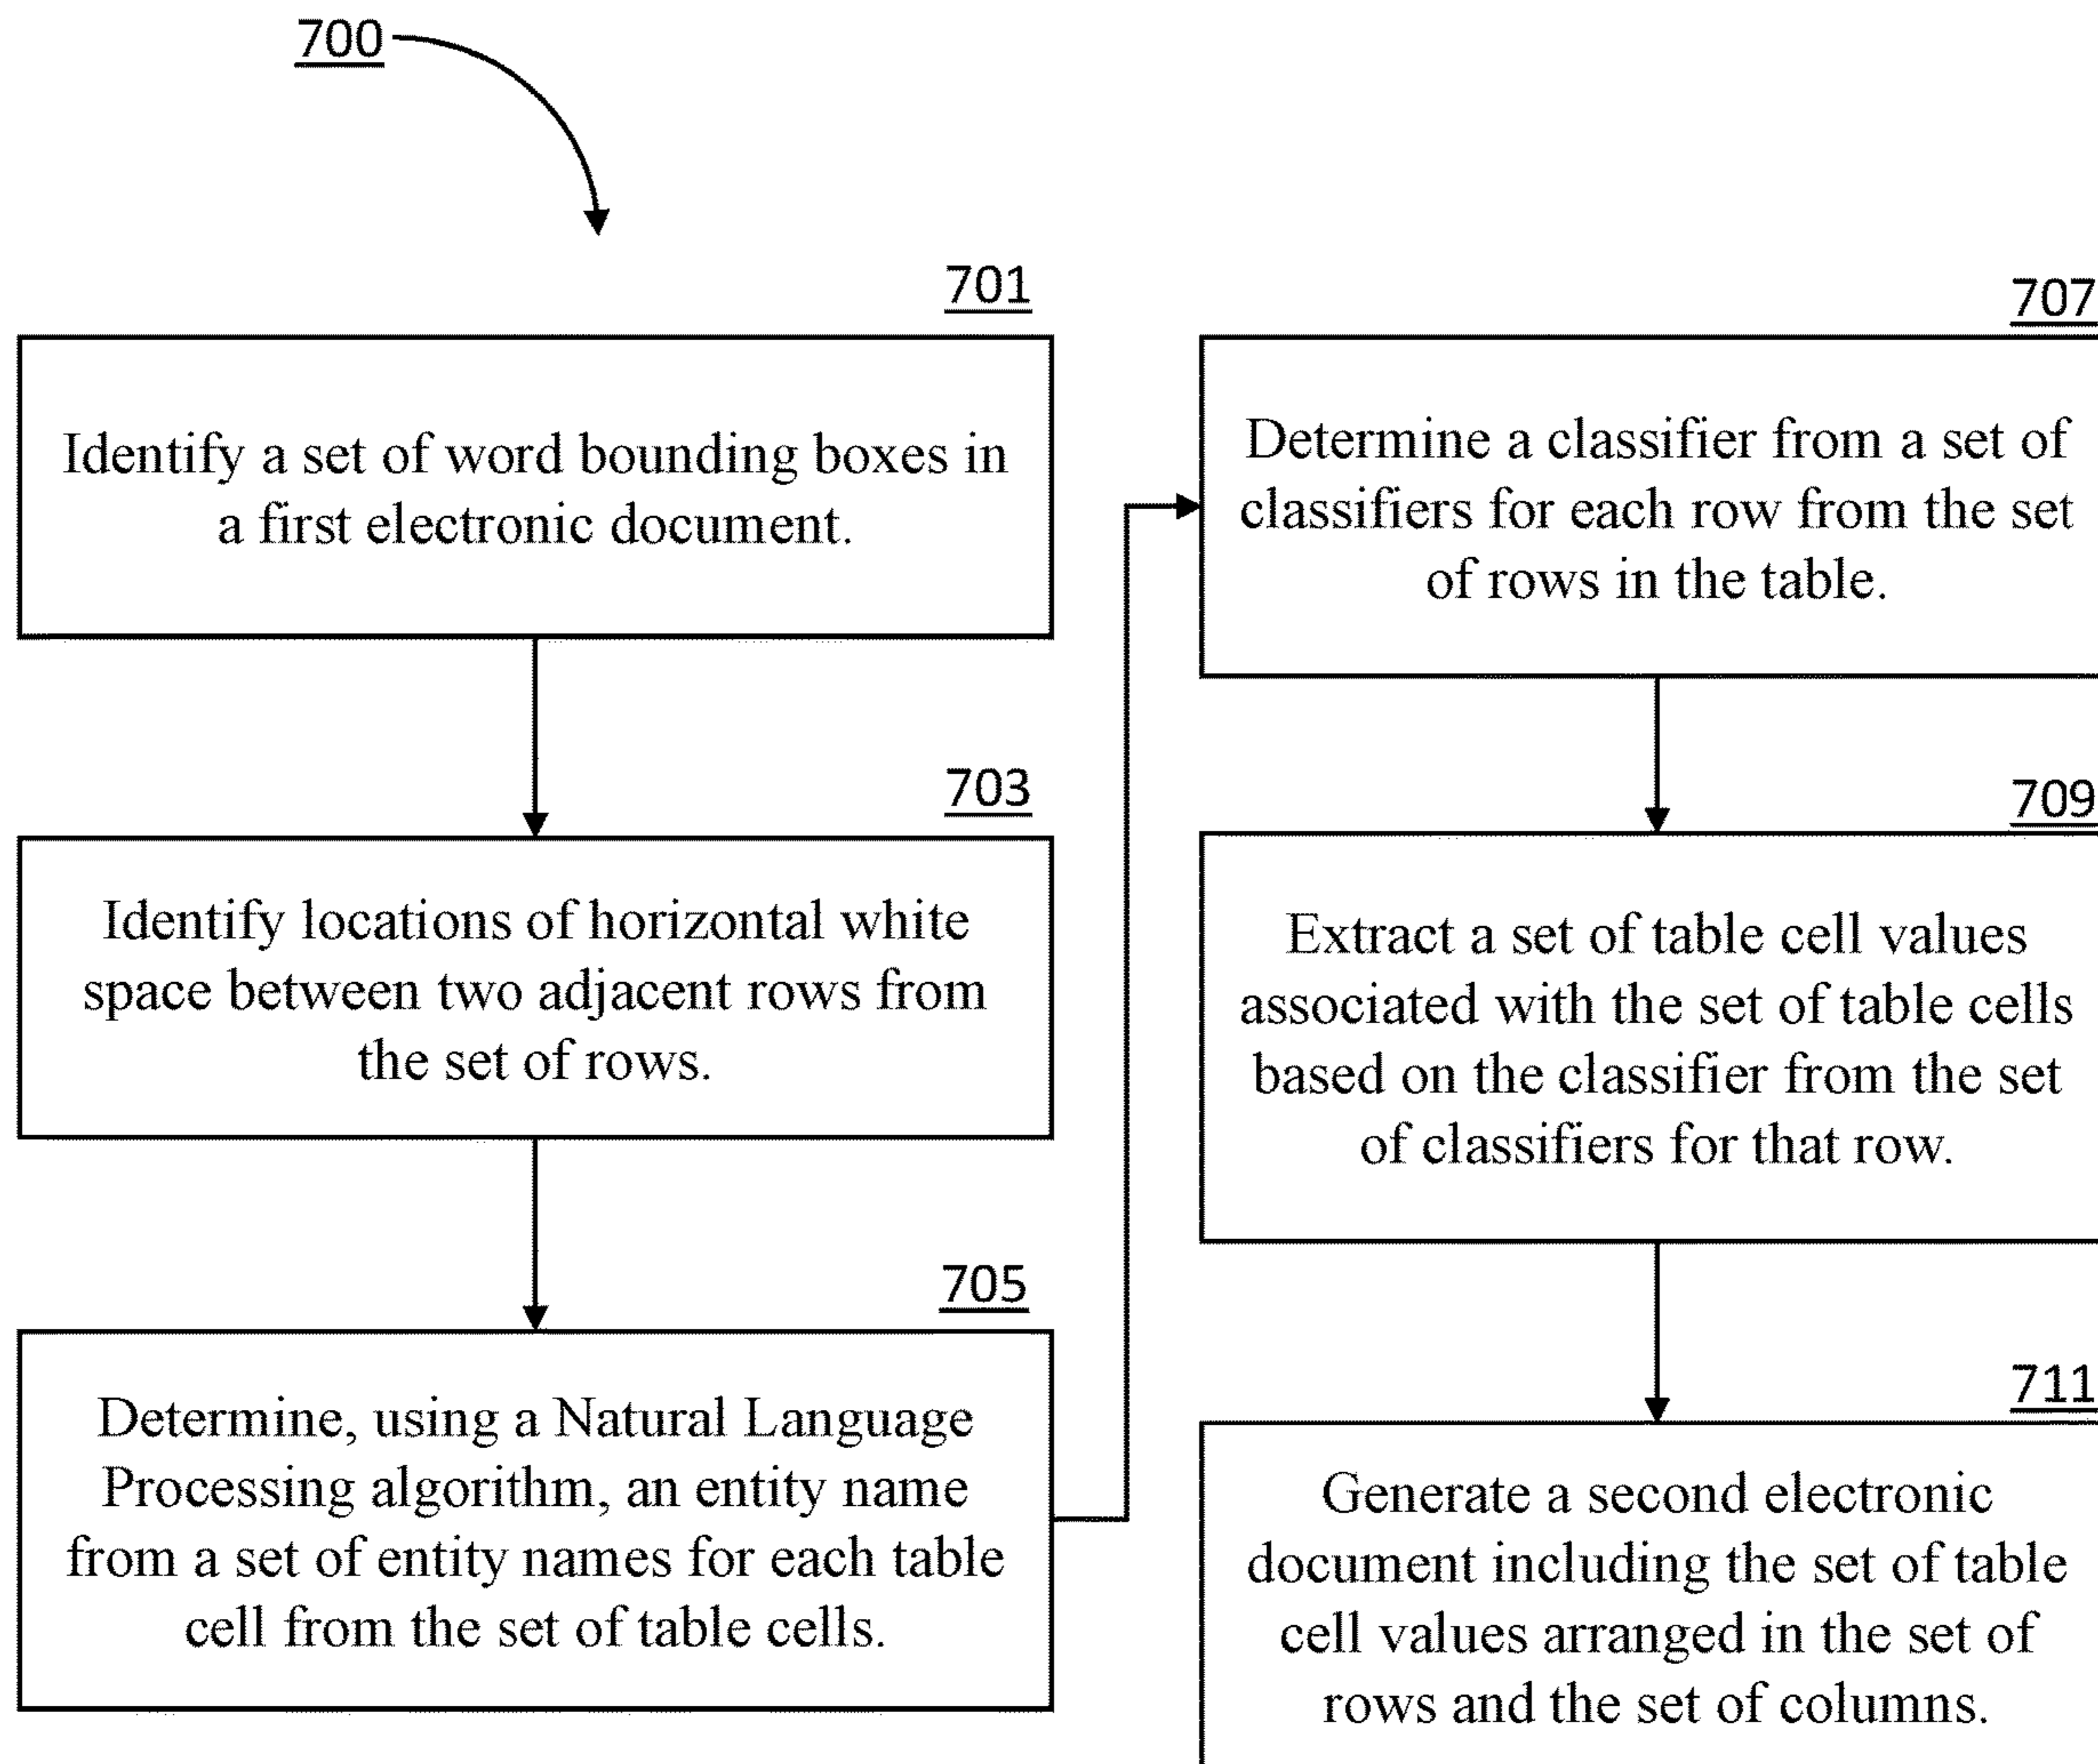 700
701
Identify a set of word bounding boxes in
a first electronic document.
703
Identify locations of horizontal white
space between two adjacent rows from
the set of rows.
705
Determine, using a Natural Language
Processing algorithm, an entity name
from a set of entity names for each table
cell from the set of table cells.
707
Determine a classifier from a set of
classifiers for each row from the set
of rows in the table.
709
Extract a set of table cell values
associated with the set of table cells
based on the classifier from the set
of classifiers for that row.
711
Generate a second electronic
document including the set of table
cell values arranged in the set of
rows and the set of columns.